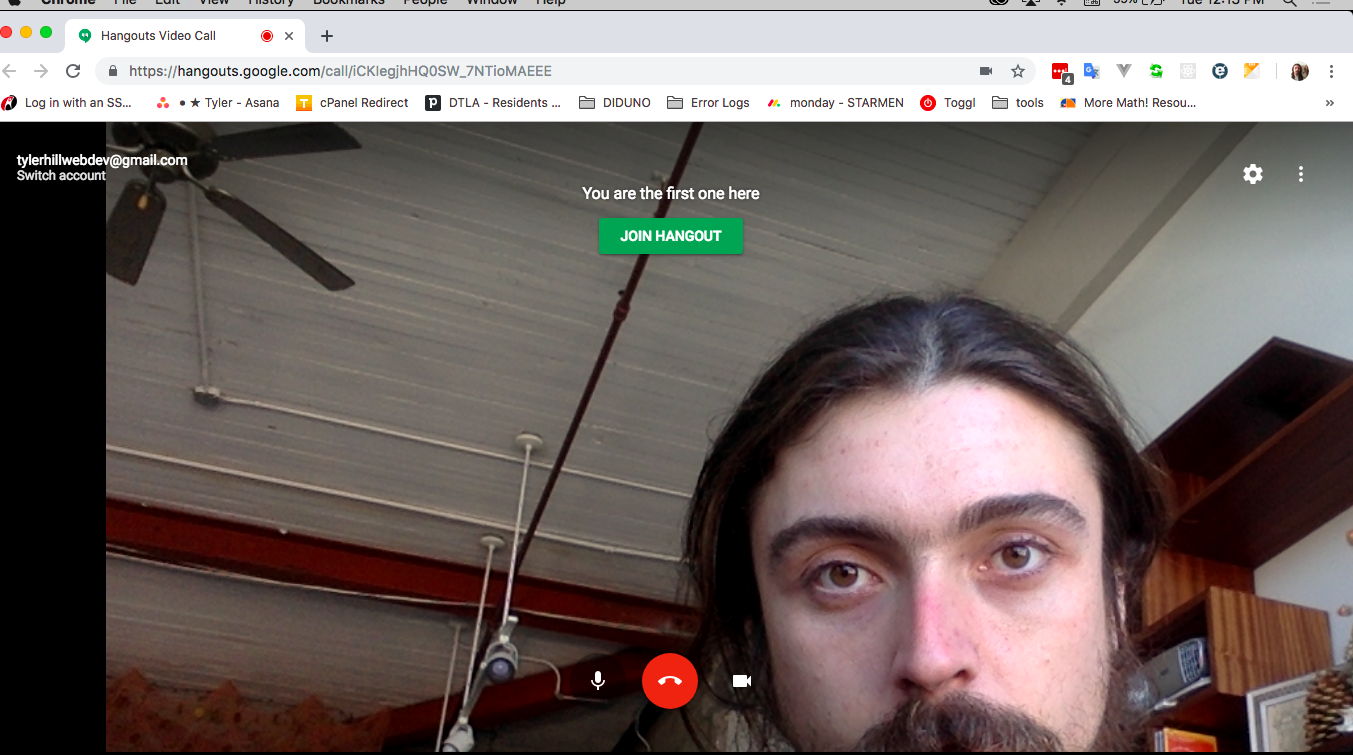 Chrome File Edit View History Bookmarks People Window Help
Tue 12:15 PM
Hangouts Video Call
https://hangouts.google.com/call/iCKlegjhHQ0SW_7NTioMAEEE
4
Log in with an SS...
● ★ Tyler - Asana
T cPanel Redirect
P DTLA - Residents ...
DIDUNO
Error Logs
monday - STARMEN
Toggl
tools
More Math! Resou...
»
tylerhillwebdev@gmail.com
Switch account
You are the first one here
JOIN HANGOUT